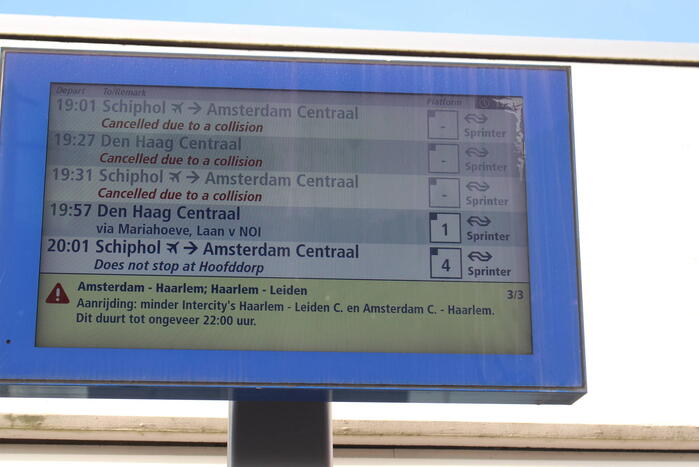 Depart To/Remark Platform
19:01 Schiphol → Amsterdam Centraal - Sprinter
Cancelled due to a collision
19:27 Den Haag Centraal - Sprinter
Cancelled due to a collision
19:31 Schiphol → Amsterdam Centraal - Sprinter
Cancelled due to a collision
19:57 Den Haag Centraal 1 Sprinter
via Mariahoeve, Laan v NOI
20:01 Schiphol → Amsterdam Centraal 4 Sprinter
Does not stop at Hoofddorp
Amsterdam - Haarlem; Haarlem - Leiden 3/3
Aanrijding: minder Intercity's Haarlem - Leiden C. en Amsterdam C. - Haarlem.
Dit duurt tot ongeveer 22:00 uur.